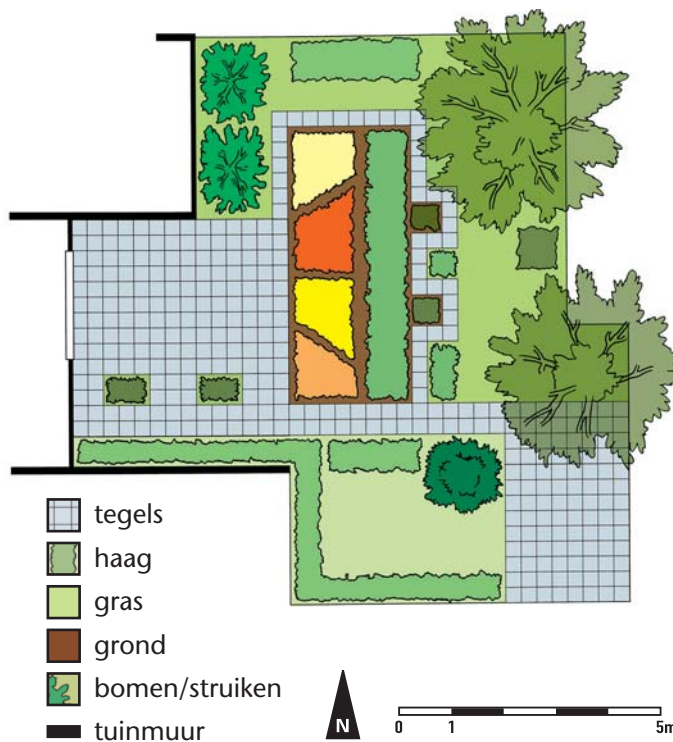 tegels
haag
gras
grond
bomen/struiken
tuinmuur
N
0 1 5m